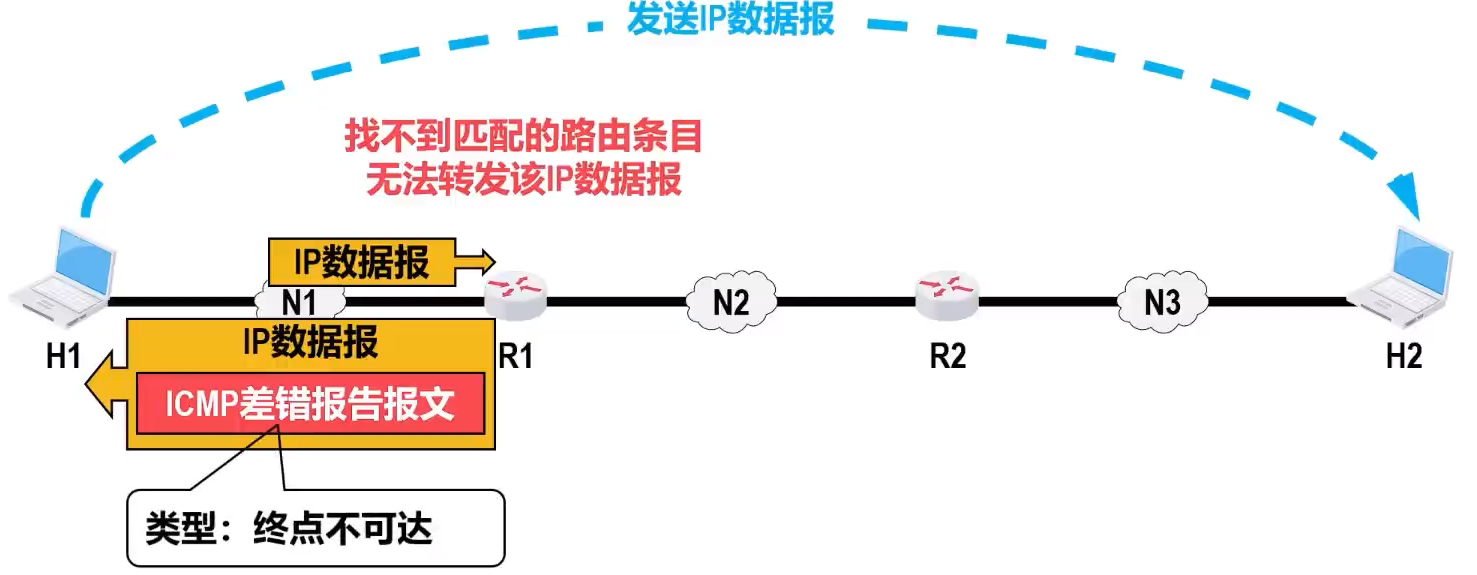 发送IP数据报
找不到匹配的路由条目
无法转发该IP数据报
IP数据报
N1
N2
N3
H1
R1
R2
H2
IP数据报
ICMP差错报告报文
类型：终点不可达